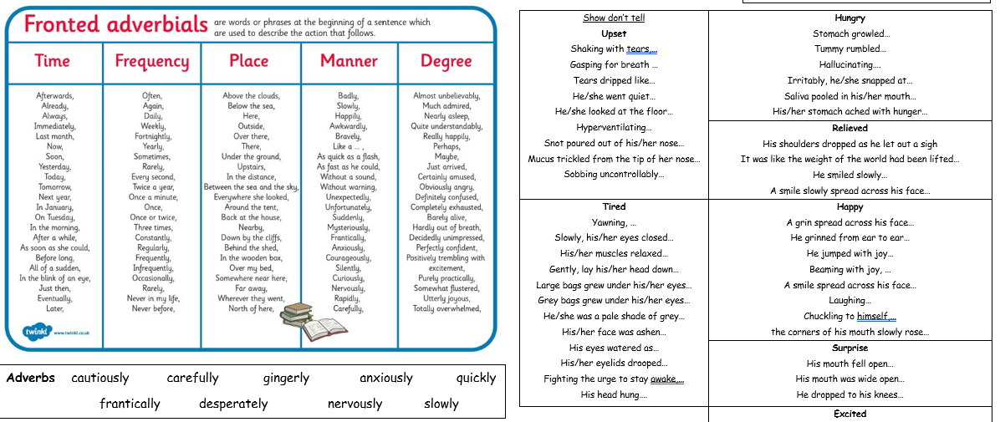 Fronted adverbials
are words or phrases at the beginning of a sentence which
are used to describe the action that follows.
Time
Afterwards,
Already,
Always,
Immediately,
Last month,
Now,
Soon,
Yesterday,
Today,
Tomorrow,
Next year,
In January,
On Tuesday,
In the morning,
After a while,
As soon as she could,
Before long,
All of a sudden,
In the blink of an eye,
Just then,
Eventually,
Later,
Frequency
Often,
Again,
Daily,
Weekly,
Fortnightly,
Yearly,
Sometimes,
Rarely,
Every second,
Twice a year,
Once a minute,
Once,
Once or twice,
Three times,
Constantly,
Regularly,
Frequently,
Infrequently,
Occasionally,
Rarely,
Never in my life,
Never before,
Place
Above the clouds,
Below the sea,
Here,
Outside,
Over there,
There,
Under the ground,
Upstairs,
In the distance,
Between the sea and the sky,
Everywhere she looked,
Around the tent,
Back at the house,
Nearby,
Down by the cliffs,
Behind the shed,
In the wooden box,
Over my bed,
Somewhere near here,
Far away,
Wherever they went,
North of here,
Manner
Badly,
Slowly,
Happily,
Awkwardly,
Bravely,
Like a ... ,
As quick as a flash,
As fast as he could,
Without a sound,
Without warning,
Unexpectedly,
Unfortunately,
Suddenly,
Mysteriously,
Frantically,
Anxiously,
Courageously,
Silently,
Curiously,
Nervously,
Rapidly,
Carefully,
Degree
Almost unbelievably,
Much admired,
Nearly asleep,
Quite understandably,
Really happily,
Perhaps,
Maybe,
Just arrived,
Certainly amused,
Obviously angry,
Definitely confused,
Completely exhausted,
Barely alive,
Hardly out of breath,
Decidedly unimpressed,
Perfectly confident,
Positively trembling with
excitement,
Purely practically,
Somewhat flustered,
Utterly joyous,
Totally overwhelmed,
twinkl www.twinkl.co.uk
Adverbs cautiously carefully gingerly anxiously quickly
frantically desperately nervously slowly
Show don't tell
Upset
Shaking with tears,...
Gasping for breath ...
Tears dripped like...
He/she went quiet...
He/she looked at the floor...
Hyperventilating...
Snot poured out of his/her nose...
Mucus trickled from the tip of her nose...
Sobbing uncontrollably...
Hungry
Stomach growled...
Tummy rumbled...
Hallucinating....
Irritably, he/she snapped at...
Saliva pooled in his/her mouth...
His/her stomach ached with hunger...
Relieved
His shoulders dropped as he let out a sigh
It was like the weight of the world had been lifted...
He smiled slowly...
A smile slowly spread across his face...
Tired
Yawning, ...
Slowly, his/her eyes closed...
His/her muscles relaxed...
Gently, lay his/her head down...
Large bags grew under his/her eyes...
Grey bags grew under his/her eyes...
He/she was a pale shade of grey...
His/her face was ashen...
His eyes watered as...
His/her eyelids drooped...
Fighting the urge to stay awake,...
His head hung....
Happy
A grin spread across his face...
He grinned from ear to ear...
He jumped with joy...
Beaming with joy, ...
A smile spread across his face...
Laughing...
Chuckling to himself,...
the corners of his mouth slowly rose...
Surprise
His mouth fell open...
His mouth was wide open...
He dropped to his knees...
Excited